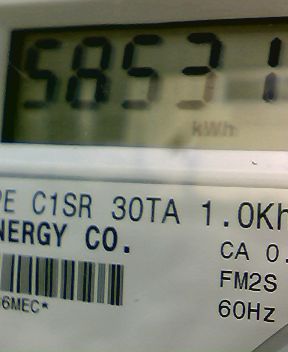 58531
kWh
PE C1SR 30TA 1.0Kh
NERGY CO.
CA 0.
FM2S
6MEC*
60Hz